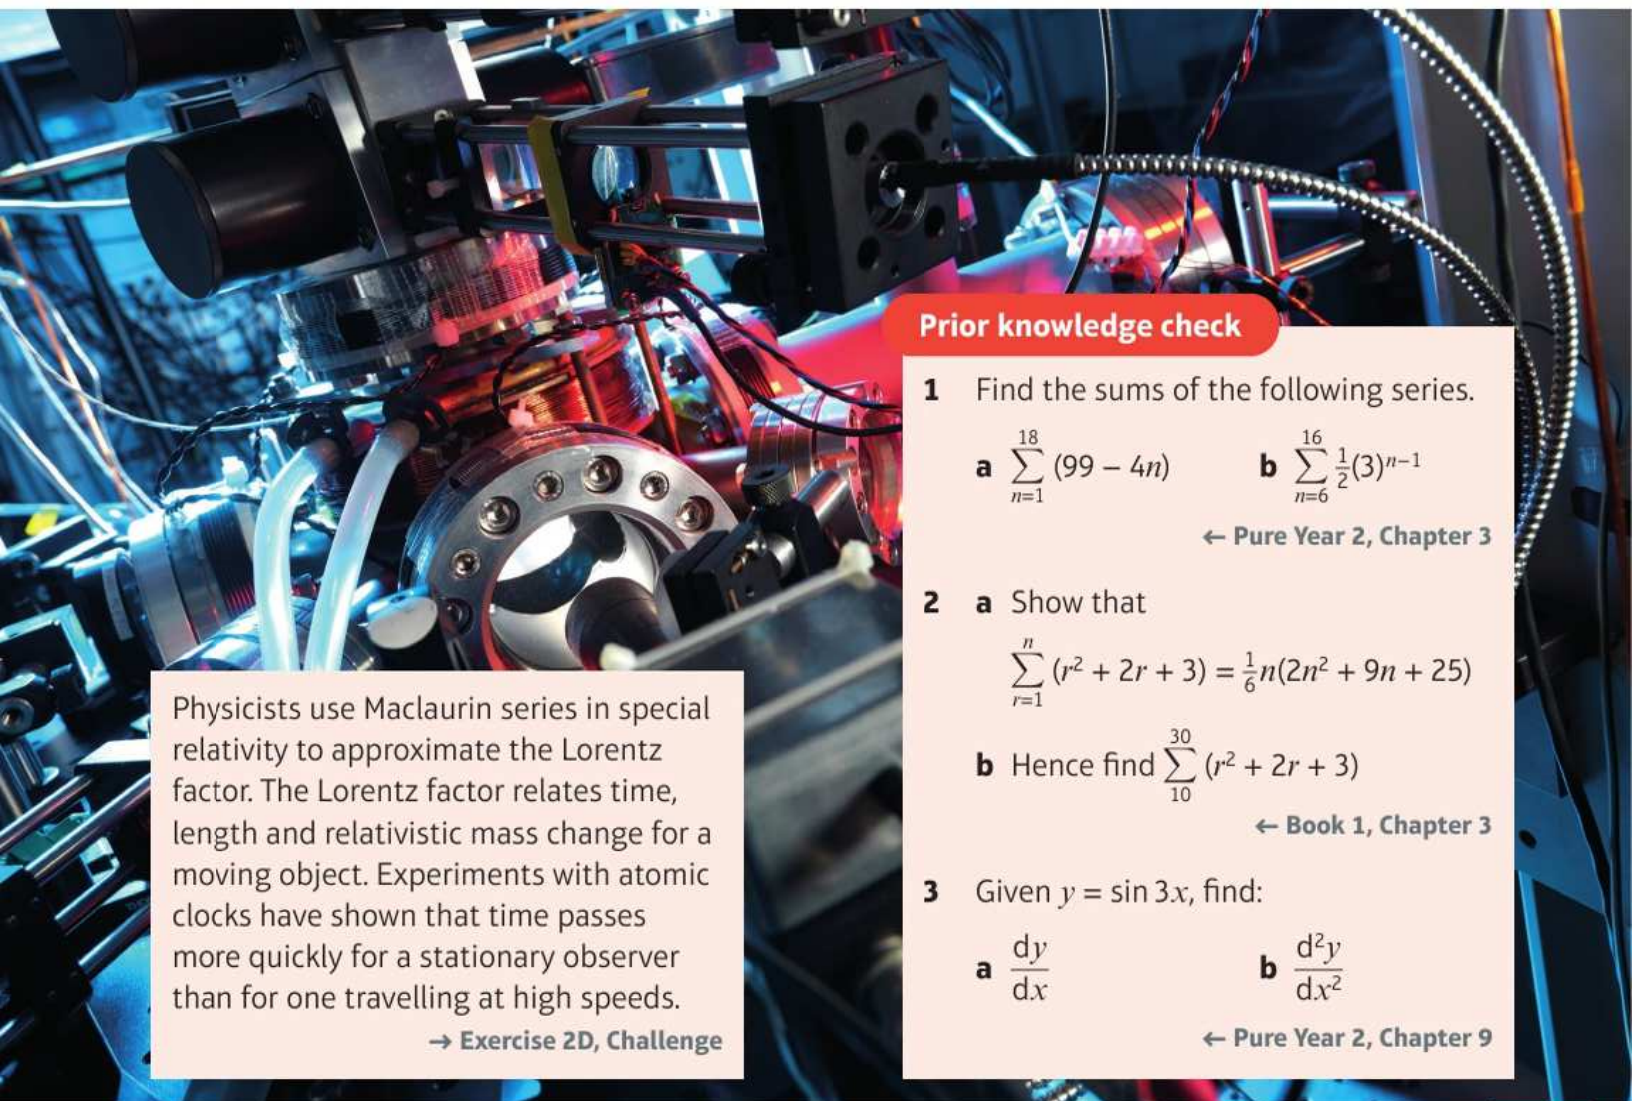 Physicists use Maclaurin series in special
relativity to approximate the Lorentz
factor. The Lorentz factor relates time,
length and relativistic mass change for a
moving object. Experiments with atomic
clocks have shown that time passes
more quickly for a stationary observer
than for one travelling at high speeds.
→ Exercise 2D, Challenge
Prior knowledge check
1 Find the sums of the following series.
a ∑_{n=1}^{18} (99 – 4n) b ∑_{n=6}^{16} ½(3)ⁿ⁻¹
← Pure Year 2, Chapter 3
2 a Show that
∑_{r=1}^{n} (r² + 2r + 3) = ⅙n(2n² + 9n + 25)
b Hence find ∑_{10}^{30} (r² + 2r + 3)
← Book 1, Chapter 3
3 Given y = sin 3x, find:
a dy/dx b d²y/dx²
← Pure Year 2, Chapter 9